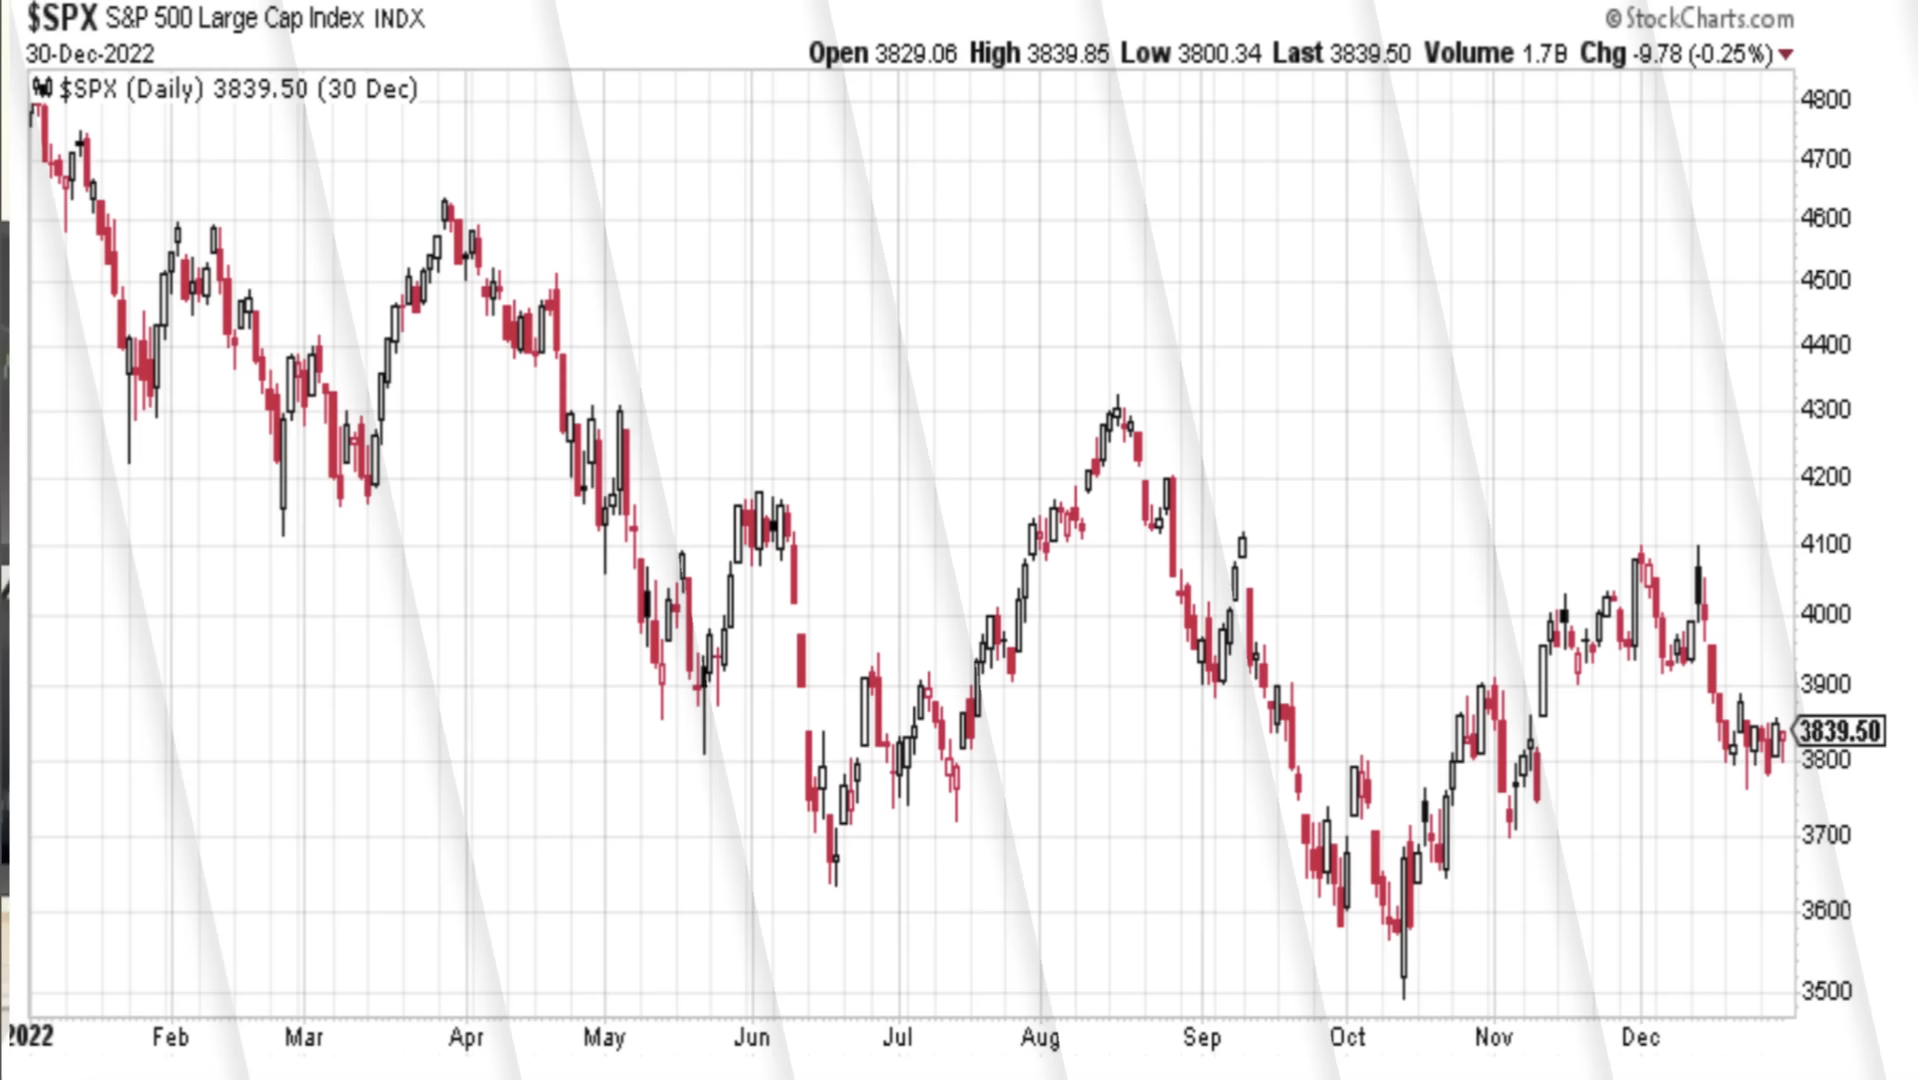 $SPX S&P 500 Large Cap Index INDX
© StockCharts.com
30-Dec-2022
Open 3829.06 High 3839.85 Low 3800.34 Last 3839.50 Volume 1.7B Chg -9.78 (-0.25%)
$SPX (Daily) 3839.50 (30 Dec)
4800
4700
4600
4500
4400
4300
4200
4100
4000
3900
3839.50
3800
3700
3600
3500
2022 Feb Mar Apr May Jun Jul Aug Sep Oct Nov Dec